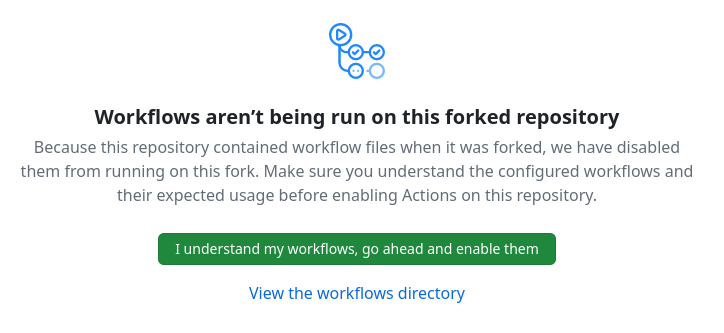 Workflows aren’t being run on this forked repository
Because this repository contained workflow files when it was forked, we have disabled
them from running on this fork. Make sure you understand the configured workflows and
their expected usage before enabling Actions on this repository.
I understand my workflows, go ahead and enable them
View the workflows directory